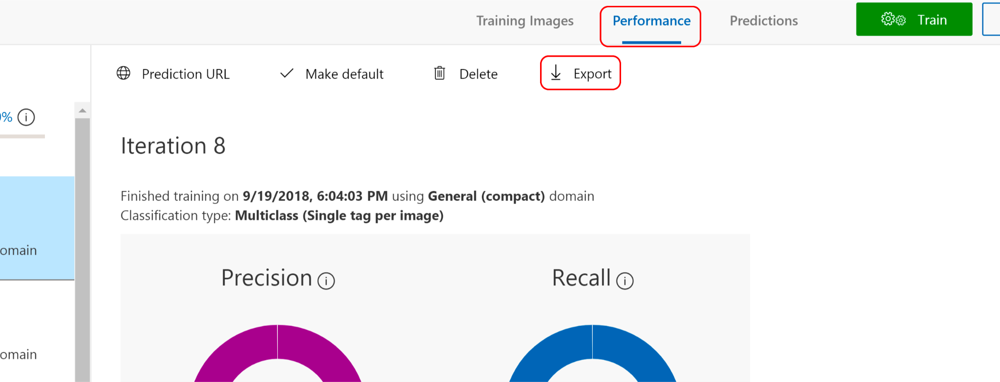 Training Images Performance Predictions Train
Prediction URL Make default Delete Export
%
Iteration 8
Finished training on 9/19/2018, 6:04:03 PM using General (compact) domain
Classification type: Multiclass (Single tag per image)
omain
Precision Recall
omain